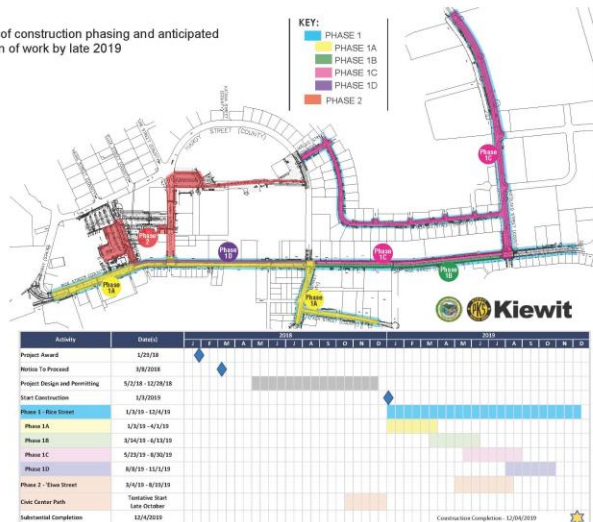 of construction phasing and anticipated
n of work by late 2019
KEY:
PHASE 1
PHASE 1A
PHASE 1B
PHASE 1C
PHASE 1D
PHASE 2
HARDY STREET (COUNTY)
Phase 1C
Phase 2
Phase 1D
Phase 1C
Phase 1B
Phase 1A
Phase 1A
Kiewit
Activity Date(s) 2018 2019
J F M A M J J A S O N D J F M A M J J A S O N D
Project Award 1/29/18
Notice To Proceed 3/8/2018
Project Design and Permitting 5/2/18 - 12/28/18
Start Construction 1/3/2019
Phase 1 - Rice Street 1/3/19 - 12/4/19
Phase 1A 1/3/19 - 4/1/19
Phase 1B 3/14/19 - 6/13/19
Phase 1C 5/23/19 - 8/30/19
Phase 1D 8/8/19 - 11/1/19
Phase 2 - 'Eiwa Street 3/4/19 - 8/19/19
Civic Center Path Tentative Start
Late October
Substantial Completion 12/4/2019 Construction Completion - 12/04/2019